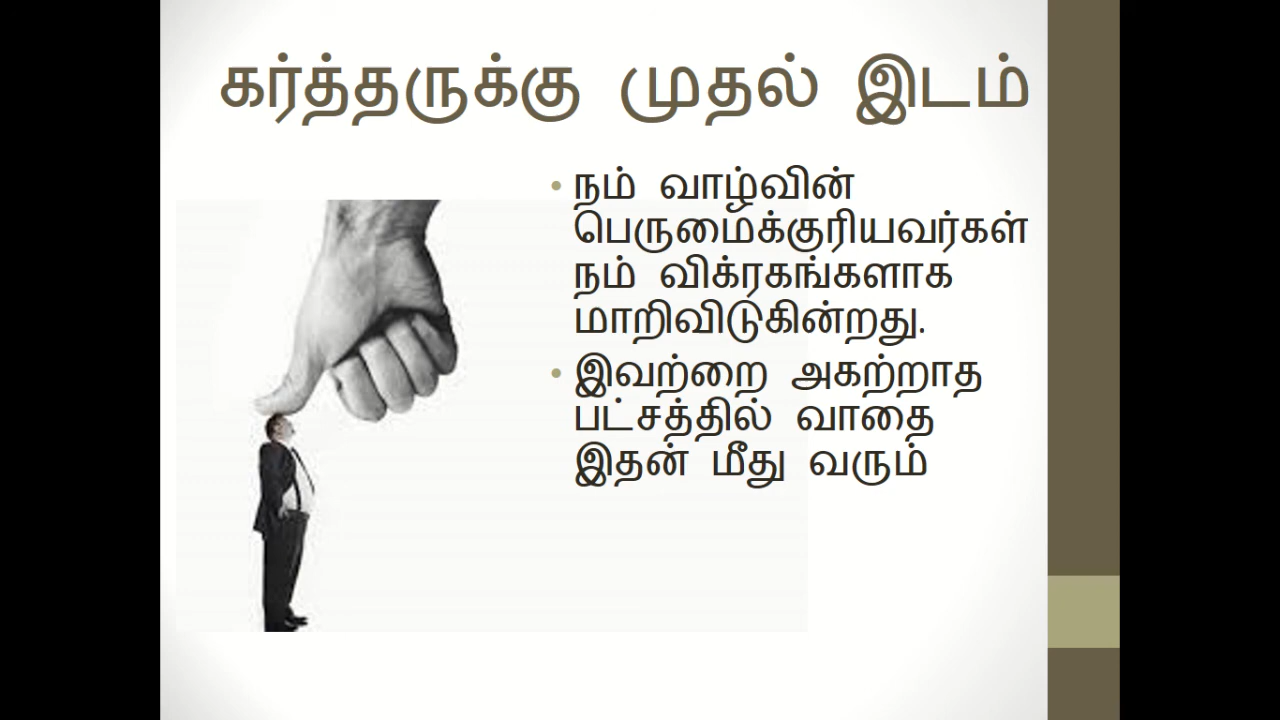 கர்த்தருக்கு முதல் இடம்
• நம் வாழ்வின்
பெருமைக்குரியவர்கள்
நம் விக்ரகங்களாக
மாறிவிடுகின்றது.
• இவற்றை அகற்றாத
பட்சத்தில் வாதை
இதன் மீது வரும்